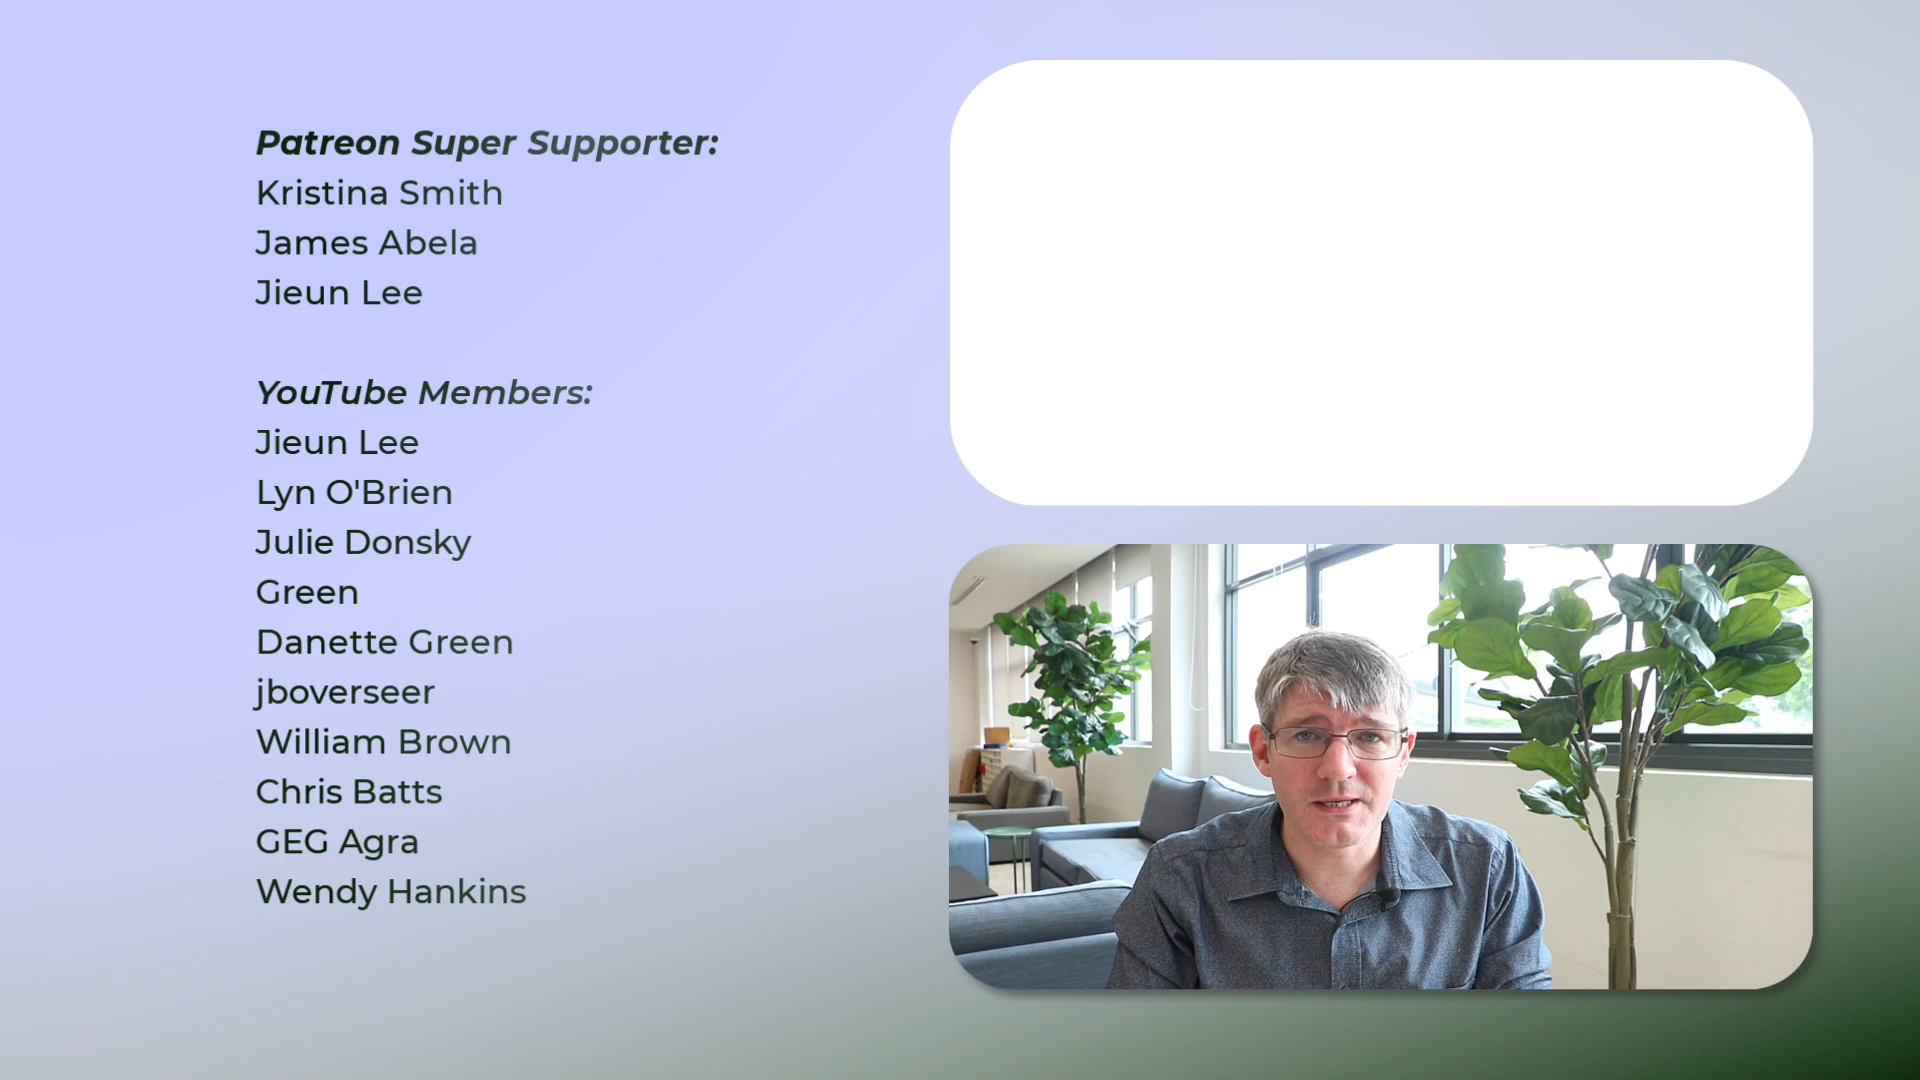 Patreon Super Supporter:
Kristina Smith
James Abela
Jieun Lee
YouTube Members:
Jieun Lee
Lyn O'Brien
Julie Donsky
Green
Danette Green
jboverseer
William Brown
Chris Batts
GEG Agra
Wendy Hankins